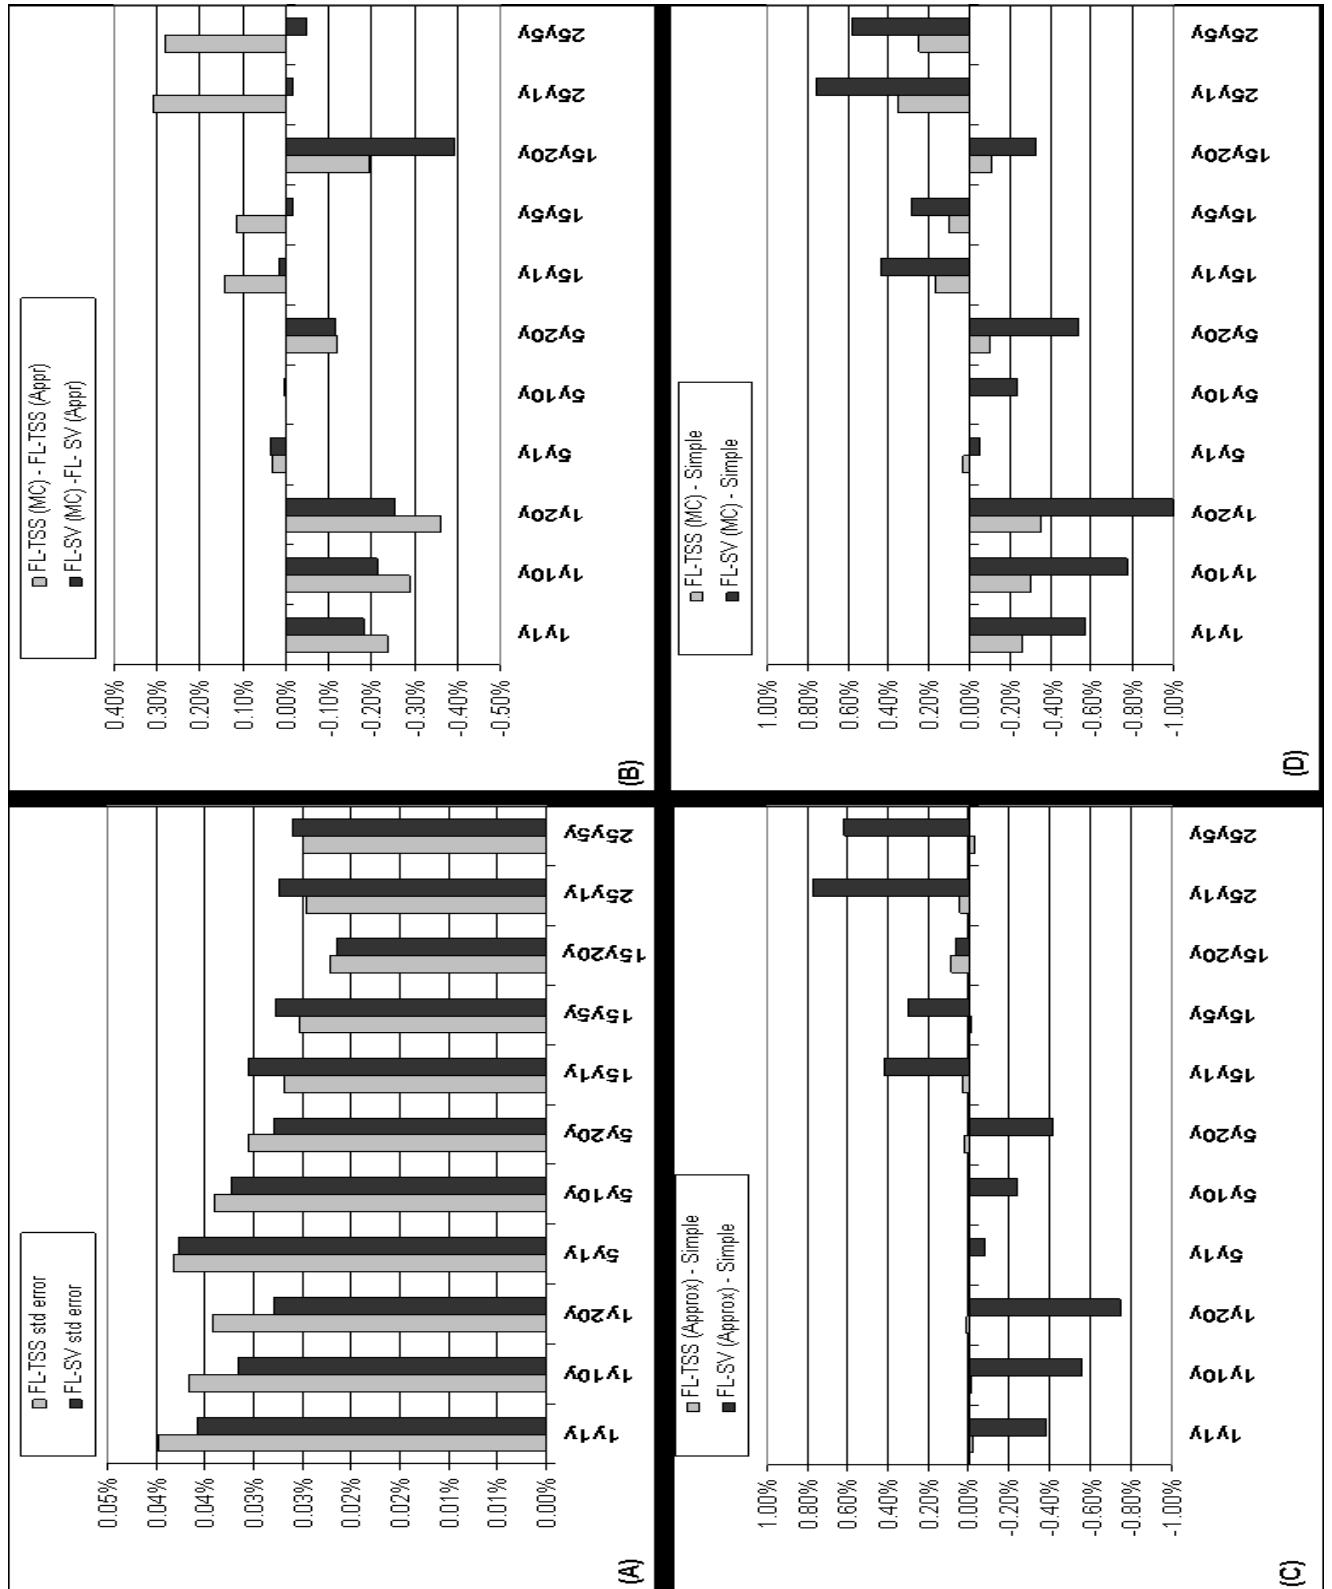 (A)
FL-TSS std error
FL-SV std error
0.05%
0.04%
0.04%
0.03%
0.03%
0.02%
0.02%
0.01%
0.01%
0.00%
1y1y
1y10y
1y20y
5y1y
5y10y
5y20y
15y1y
15y5y
15y20y
25y1y
25y5y
(B)
FL-TSS (MC) - FL-TSS (Appr)
FL-SV (MC) -FL- SV (Appr)
0.40%
0.30%
0.20%
0.10%
0.00%
-0.10%
-0.20%
-0.30%
-0.40%
-0.50%
1y1y
1y10y
1y20y
5y1y
5y10y
5y20y
15y1y
15y5y
15y20y
25y1y
25y5y
(C)
FL-TSS (Approx) - Simple
FL-SV (Approx) - Simple
1.00%
0.80%
0.60%
0.40%
0.20%
0.00%
-0.20%
-0.40%
-0.60%
-0.80%
-1.00%
1y1y
1y10y
1y20y
5y1y
5y10y
5y20y
15y1y
15y5y
15y20y
25y1y
25y5y
(D)
FL-TSS (MC) - Simple
FL-SV (MC) - Simple
1.00%
0.80%
0.60%
0.40%
0.20%
0.00%
-0.20%
-0.40%
-0.60%
-0.80%
-1.00%
1y1y
1y10y
1y20y
5y1y
5y10y
5y20y
15y1y
15y5y
15y20y
25y1y
25y5y